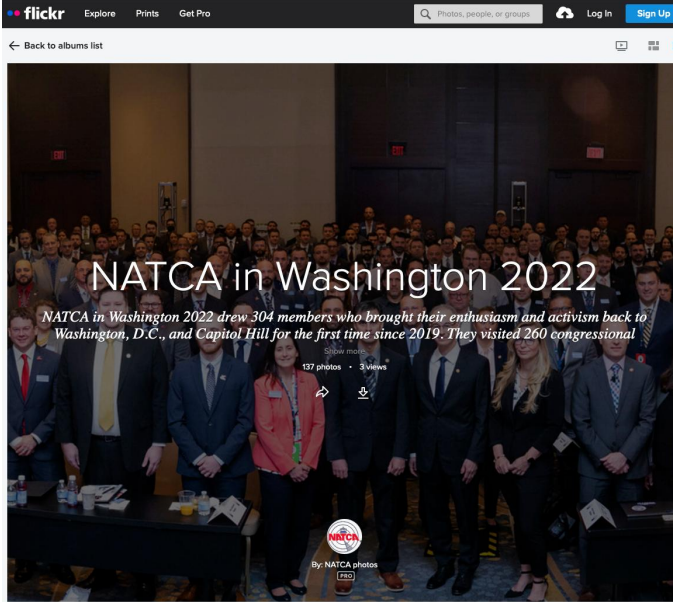 flickr Explore Prints Get Pro Photos, people, or groups Log In Sign Up
Back to albums list
NATCA in Washington 2022
NATCA in Washington 2022 drew 304 members who brought their enthusiasm and activism back to
Washington, D.C., and Capitol Hill for the first time since 2019. They visited 260 congressional
Show more
137 photos • 3 views
NATCA
By: NATCA photos
PRO